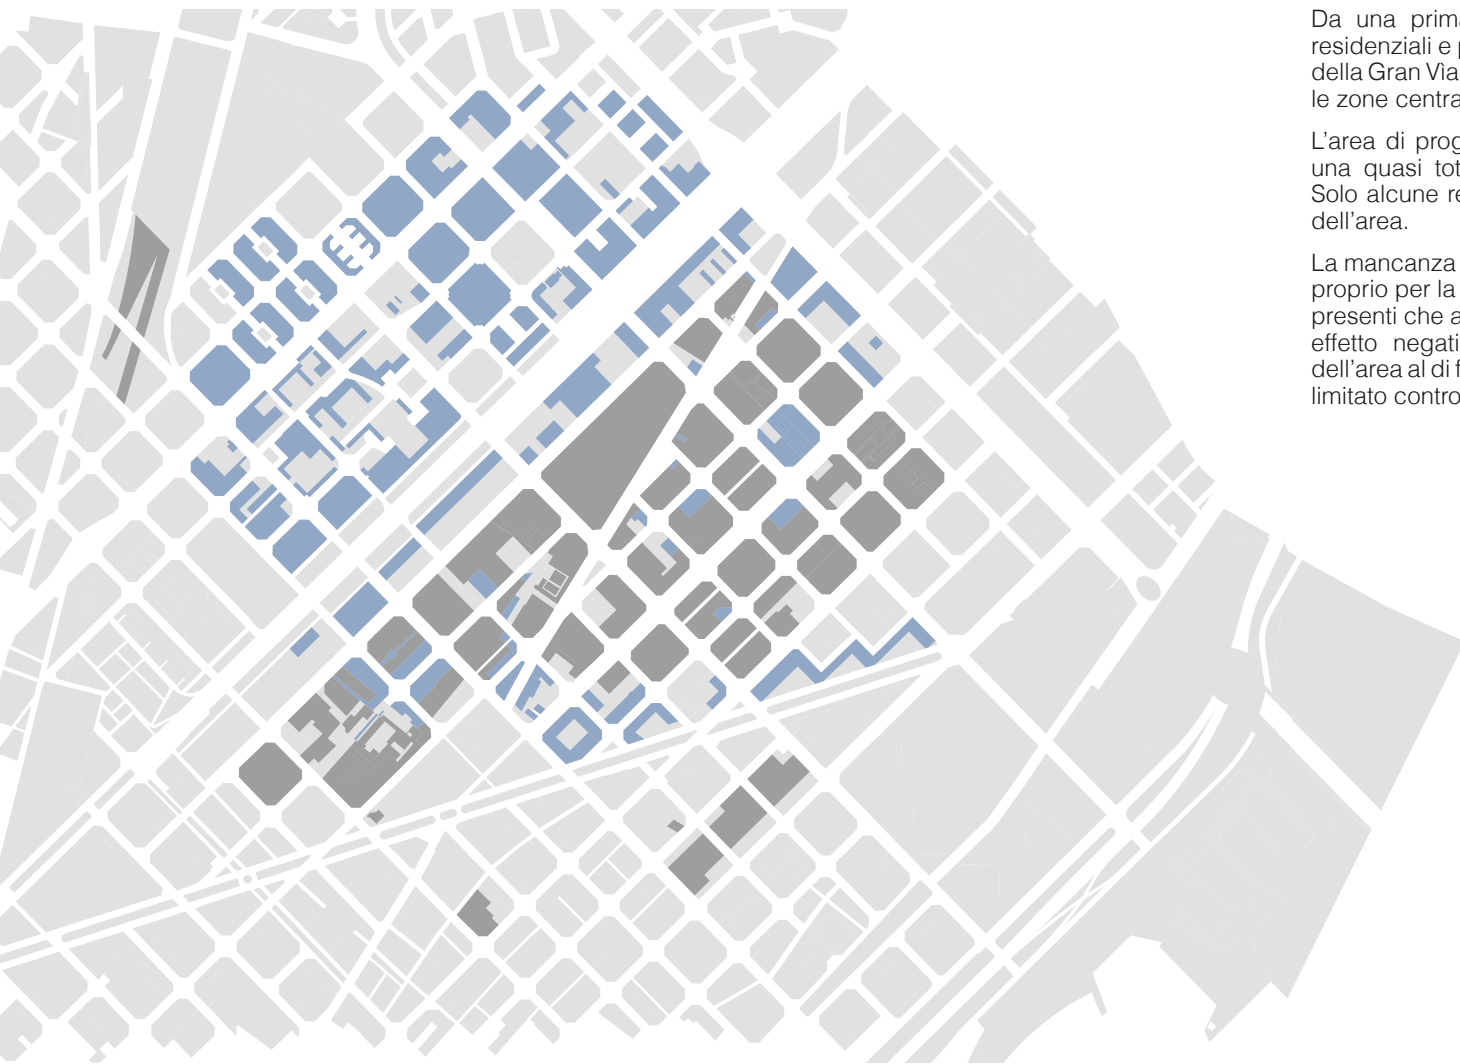 Da una prima
residenziali e
della Gran Vìa
le zone centra
L'area di prog
una quasi tot
Solo alcune re
dell'area.
La mancanza
proprio per la
presenti che a
effetto negati
dell'area al di f
limitato contro